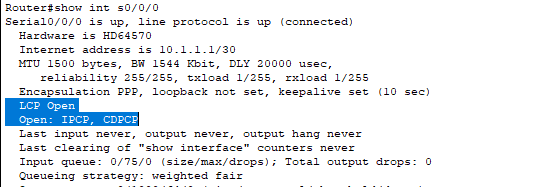 Router#show int s0/0/0
Serial0/0/0 is up, line protocol is up (connected)
Hardware is HD64570
Internet address is 10.1.1.1/30
MTU 1500 bytes, BW 1544 Kbit, DLY 20000 usec,
reliability 255/255, txload 1/255, rxload 1/255
Encapsulation PPP, loopback not set, keepalive set (10 sec)
LCP Open
Open: IPCP, CDPCP
Last input never, output never, output hang never
Last clearing of "show interface" counters never
Input queue: 0/75/0 (size/max/drops); Total output drops: 0
Queueing strategy: weighted fair